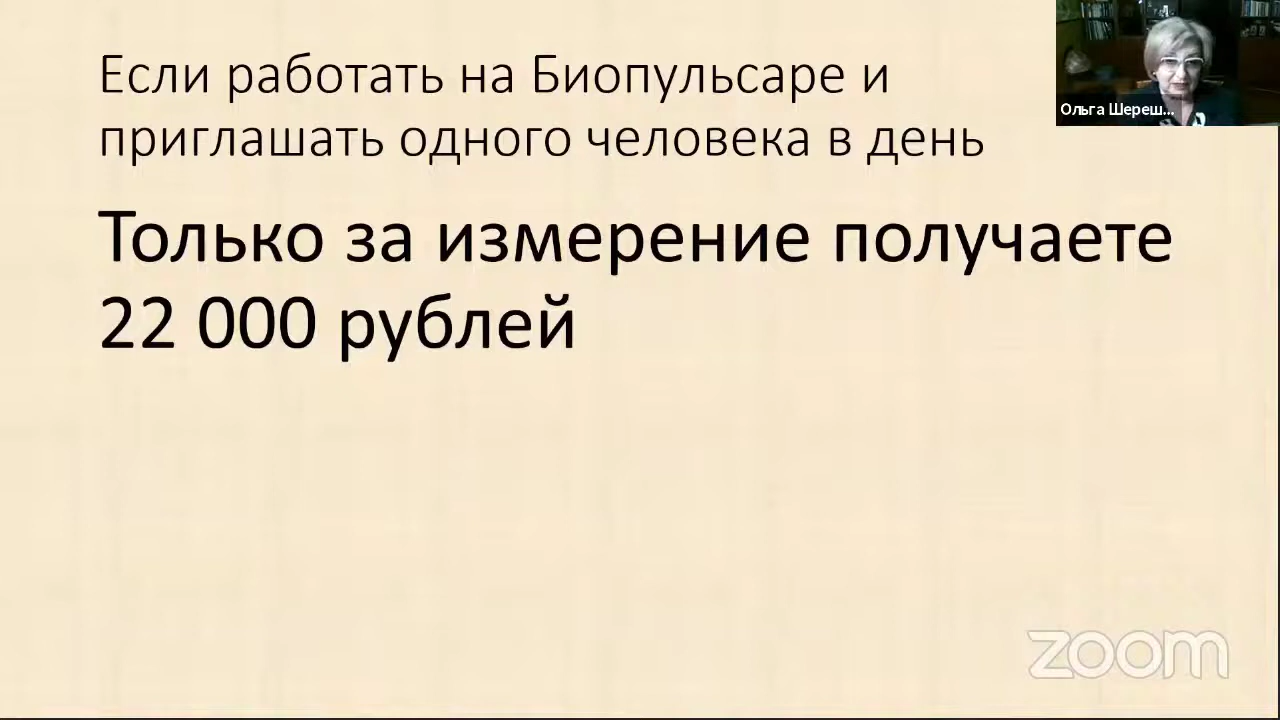 Если работать на Биопульсаре и
приглашать одного человека в день
Только за измерение получаете
22 000 рублей
Ольга Шереш...
zoom